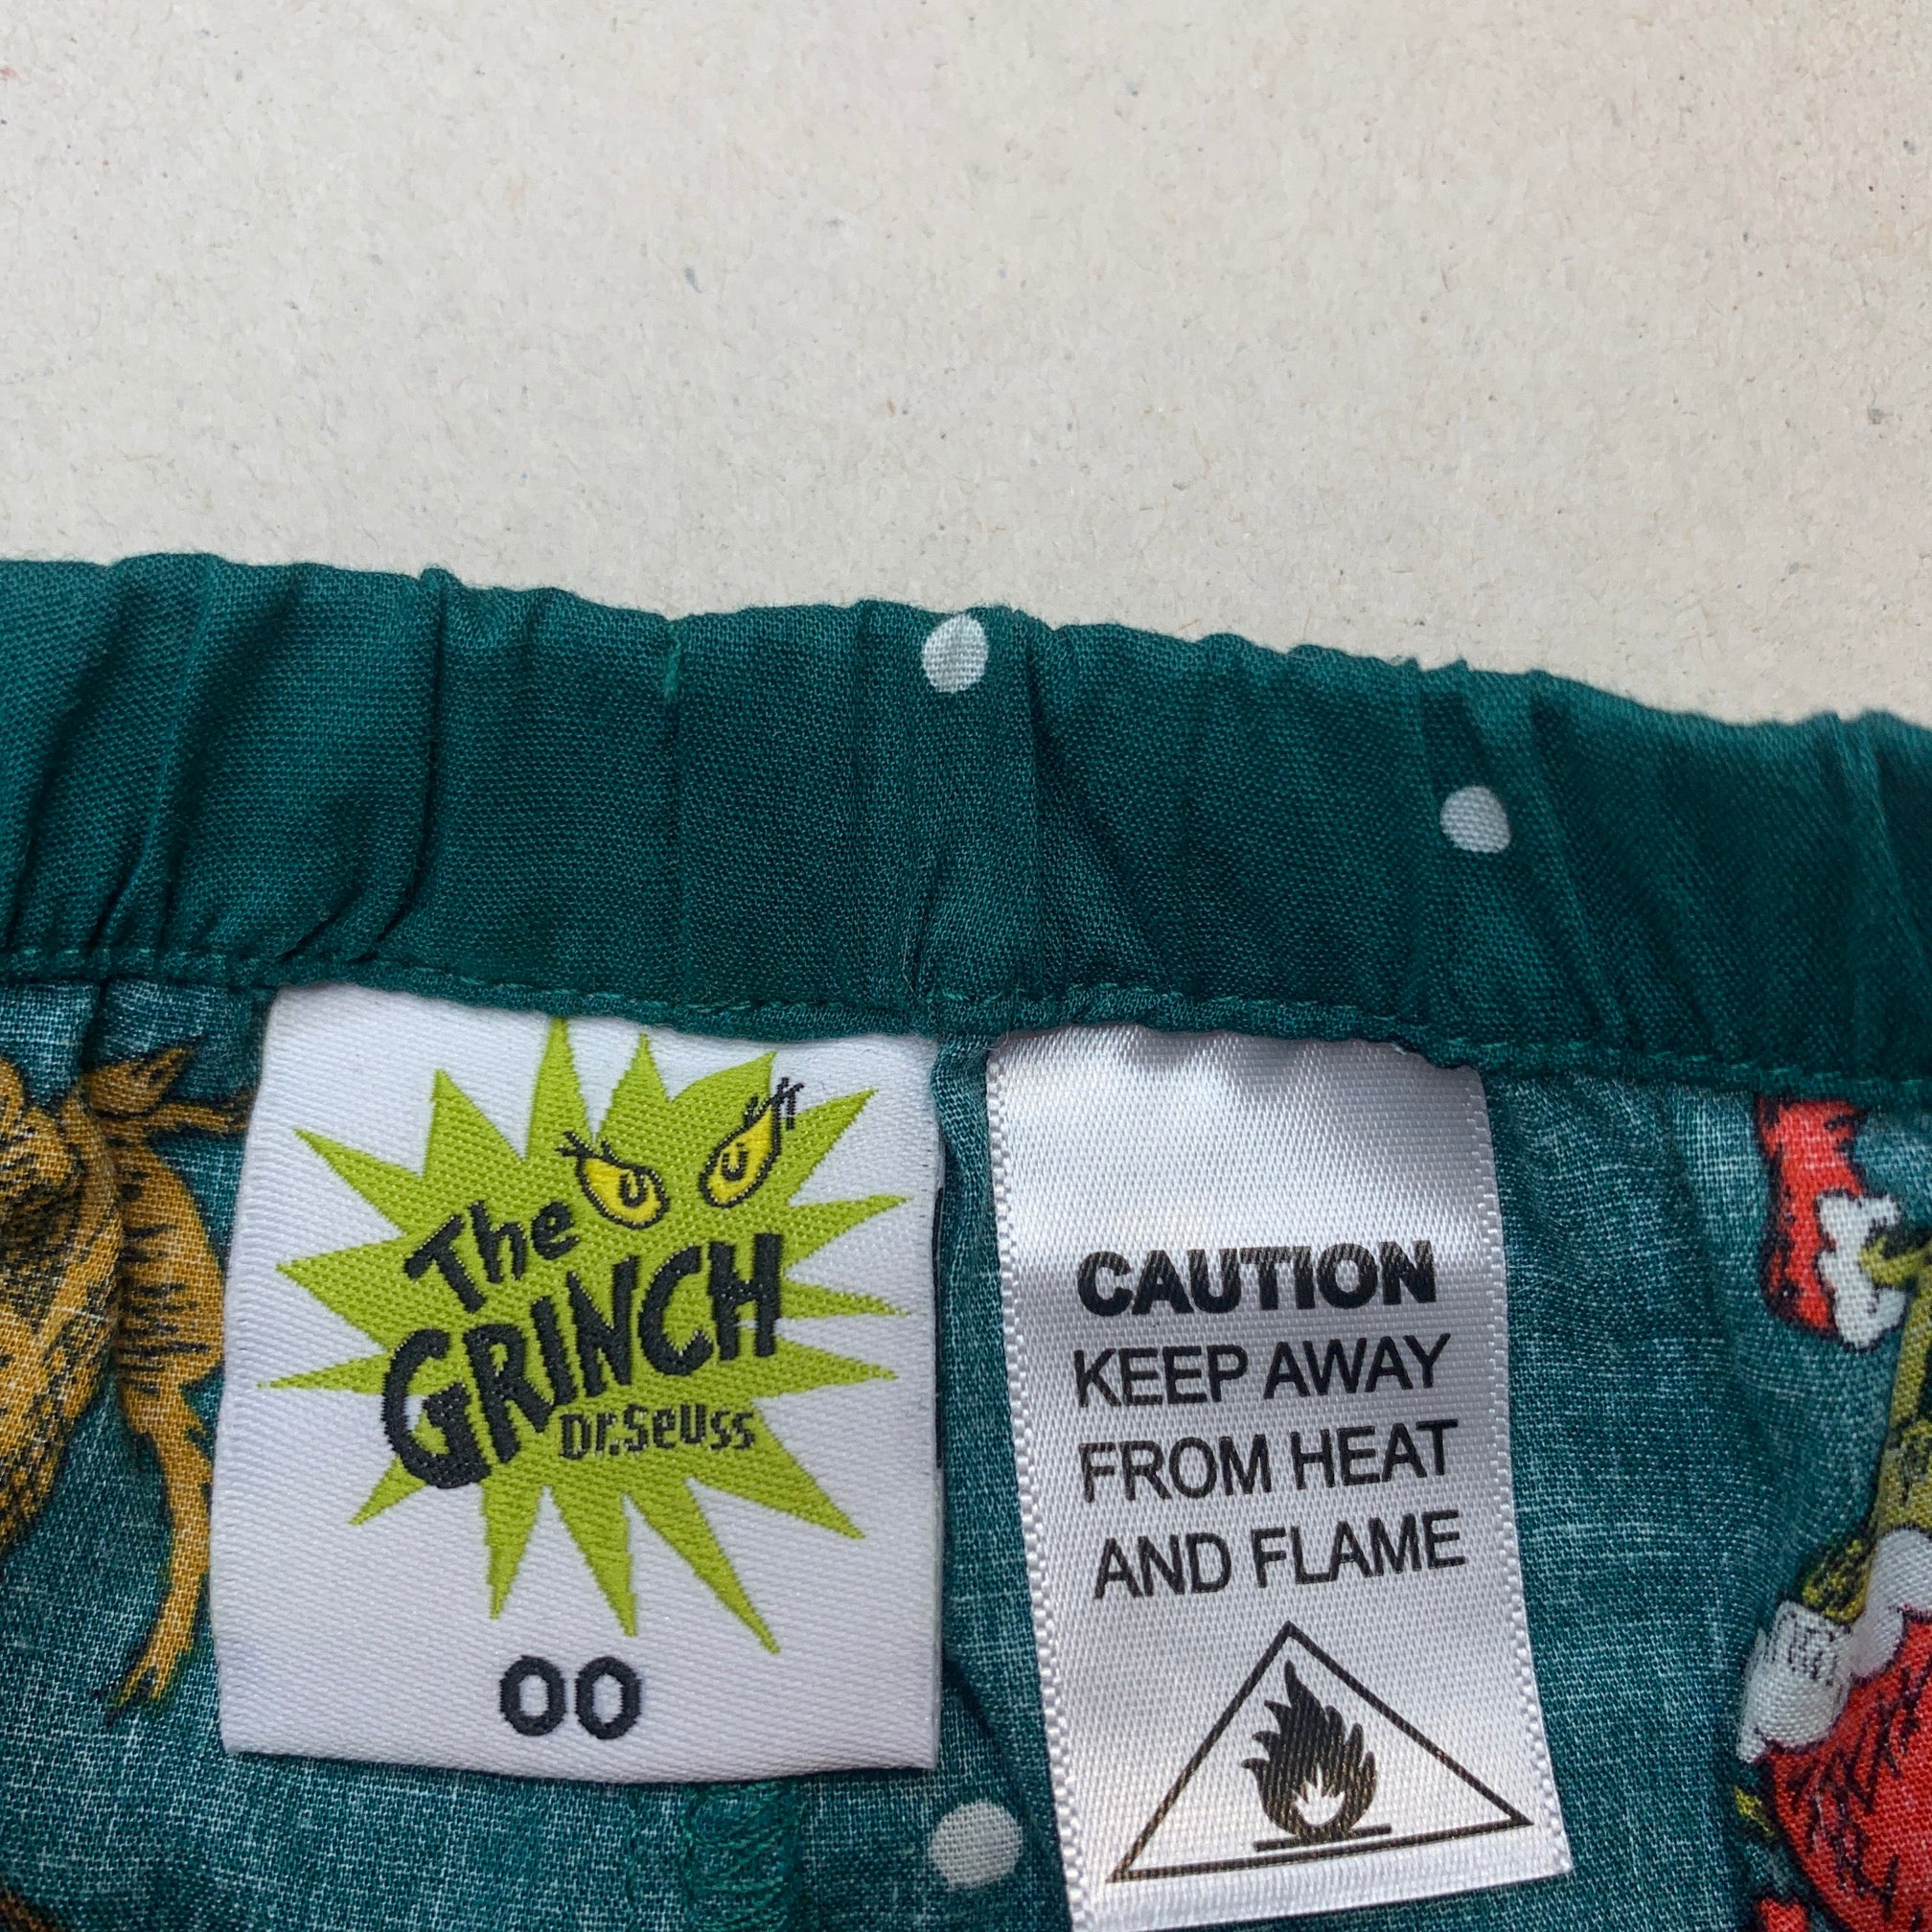 The
GRINCH
Dr.Seuss
00
CAUTION
KEEP AWAY
FROM HEAT
AND FLAME